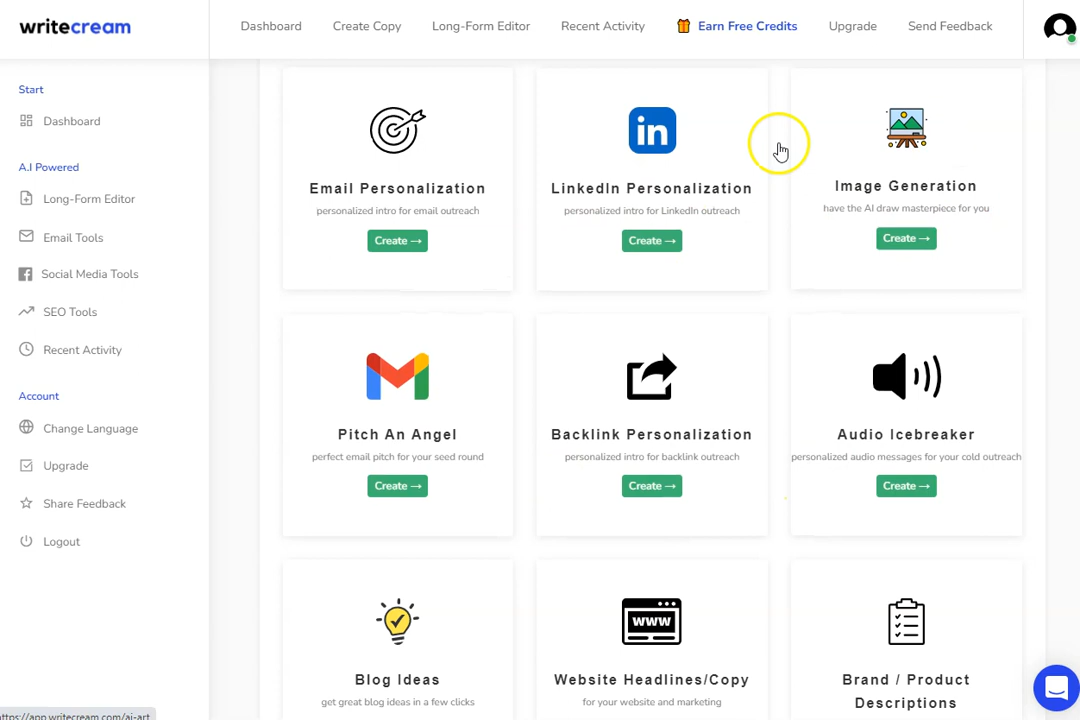 writecream
Dashboard
Create Copy
Long-Form Editor
Recent Activity
Earn Free Credits
Upgrade
Send Feedback
Start
Dashboard
A.I Powered
Long-Form Editor
Email Tools
Social Media Tools
SEO Tools
Recent Activity
Account
Change Language
Upgrade
Share Feedback
Logout
Email Personalization
personalized intro for email outreach
Create →
in
LinkedIn Personalization
personalized intro for LinkedIn outreach
Create →
Image Generation
have the AI draw masterpiece for you
Create →
Pitch An Angel
perfect email pitch for your seed round
Create →
Backlink Personalization
personalized intro for backlink outreach
Create →
Audio Icebreaker
personalized audio messages for your cold outreach
Create →
Blog Ideas
get great blog ideas in a few clicks
WWW
Website Headlines/Copy
for your website and marketing
Brand / Product
Descriptions
https://app.writecream.com/ai-art